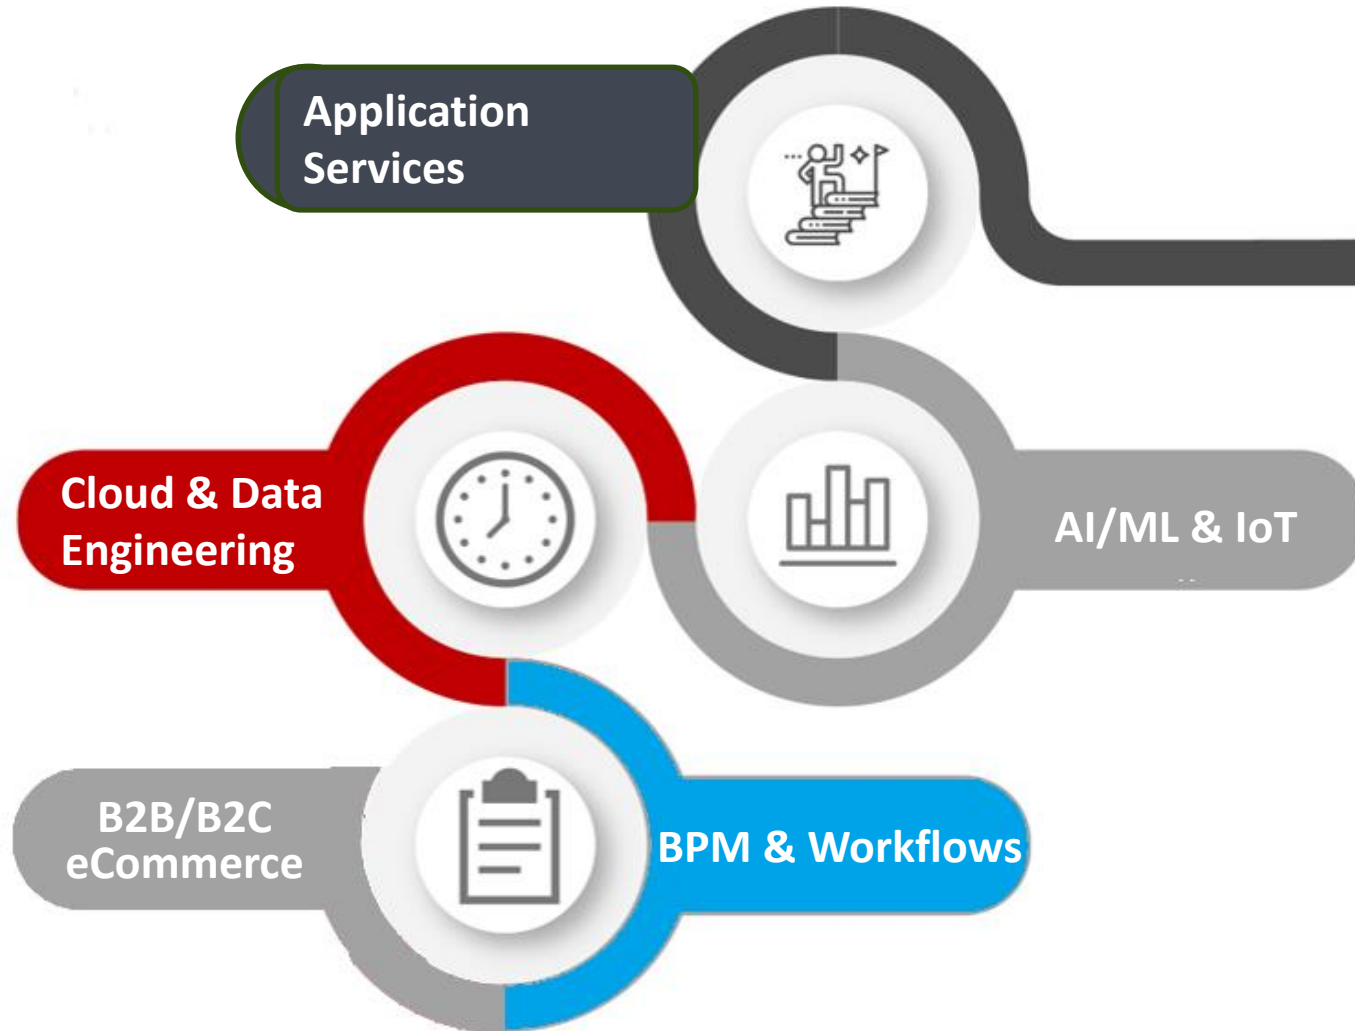 Application
Services
Cloud & Data
Engineering
AI/ML & IoT
B2B/B2C
eCommerce
BPM & Workflows